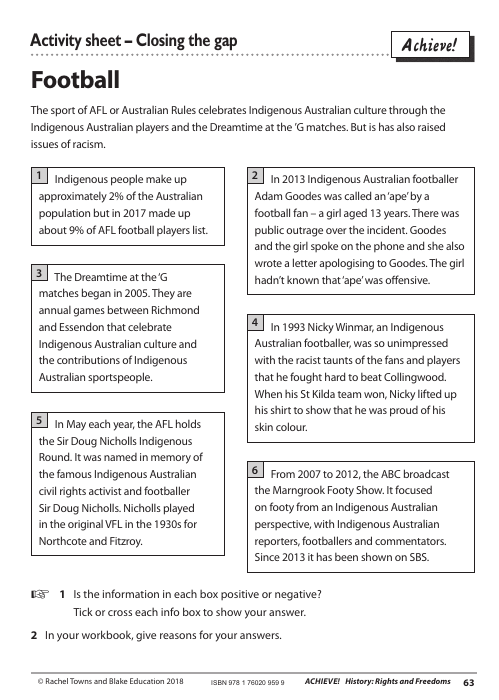 Activity sheet – Closing the gap
Achieve!
Football
The sport of AFL or Australian Rules celebrates Indigenous Australian culture through the
Indigenous Australian players and the Dreamtime at the 'G matches. But is has also raised
issues of racism.
1 Indigenous people make up
approximately 2% of the Australian
population but in 2017 made up
about 9% of AFL football players list.
2 In 2013 Indigenous Australian footballer
Adam Goodes was called an 'ape' by a
football fan – a girl aged 13 years. There was
public outrage over the incident. Goodes
and the girl spoke on the phone and she also
wrote a letter apologising to Goodes. The girl
hadn't known that 'ape' was offensive.
3 The Dreamtime at the 'G
matches began in 2005. They are
annual games between Richmond
and Essendon that celebrate
Indigenous Australian culture and
the contributions of Indigenous
Australian sportspeople.
4 In 1993 Nicky Winmar, an Indigenous
Australian footballer, was so unimpressed
with the racist taunts of the fans and players
that he fought hard to beat Collingwood.
When his St Kilda team won, Nicky lifted up
his shirt to show that he was proud of his
skin colour.
5 In May each year, the AFL holds
the Sir Doug Nicholls Indigenous
Round. It was named in memory of
the famous Indigenous Australian
civil rights activist and footballer
Sir Doug Nicholls. Nicholls played
in the original VFL in the 1930s for
Northcote and Fitzroy.
6 From 2007 to 2012, the ABC broadcast
the Marngrook Footy Show. It focused
on footy from an Indigenous Australian
perspective, with Indigenous Australian
reporters, footballers and commentators.
Since 2013 it has been shown on SBS.
1 Is the information in each box positive or negative?
Tick or cross each info box to show your answer.
2 In your workbook, give reasons for your answers.
© Rachel Towns and Blake Education 2018 ISBN 978 1 76020 959 9 ACHIEVE! History: Rights and Freedoms 63